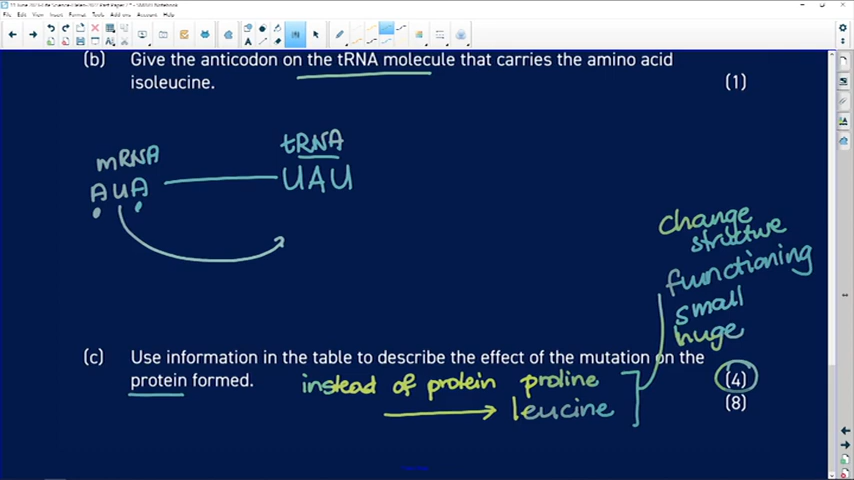 (b) Give the anticodon on the tRNA molecule that carries the amino acid
isoleucine. (1)
tRNA
mRNA
AUA UAU
change
structure
functioning
small
huge
(c) Use information in the table to describe the effect of the mutation on the
protein formed. (4)
instead of protein proline
leucine
(8)